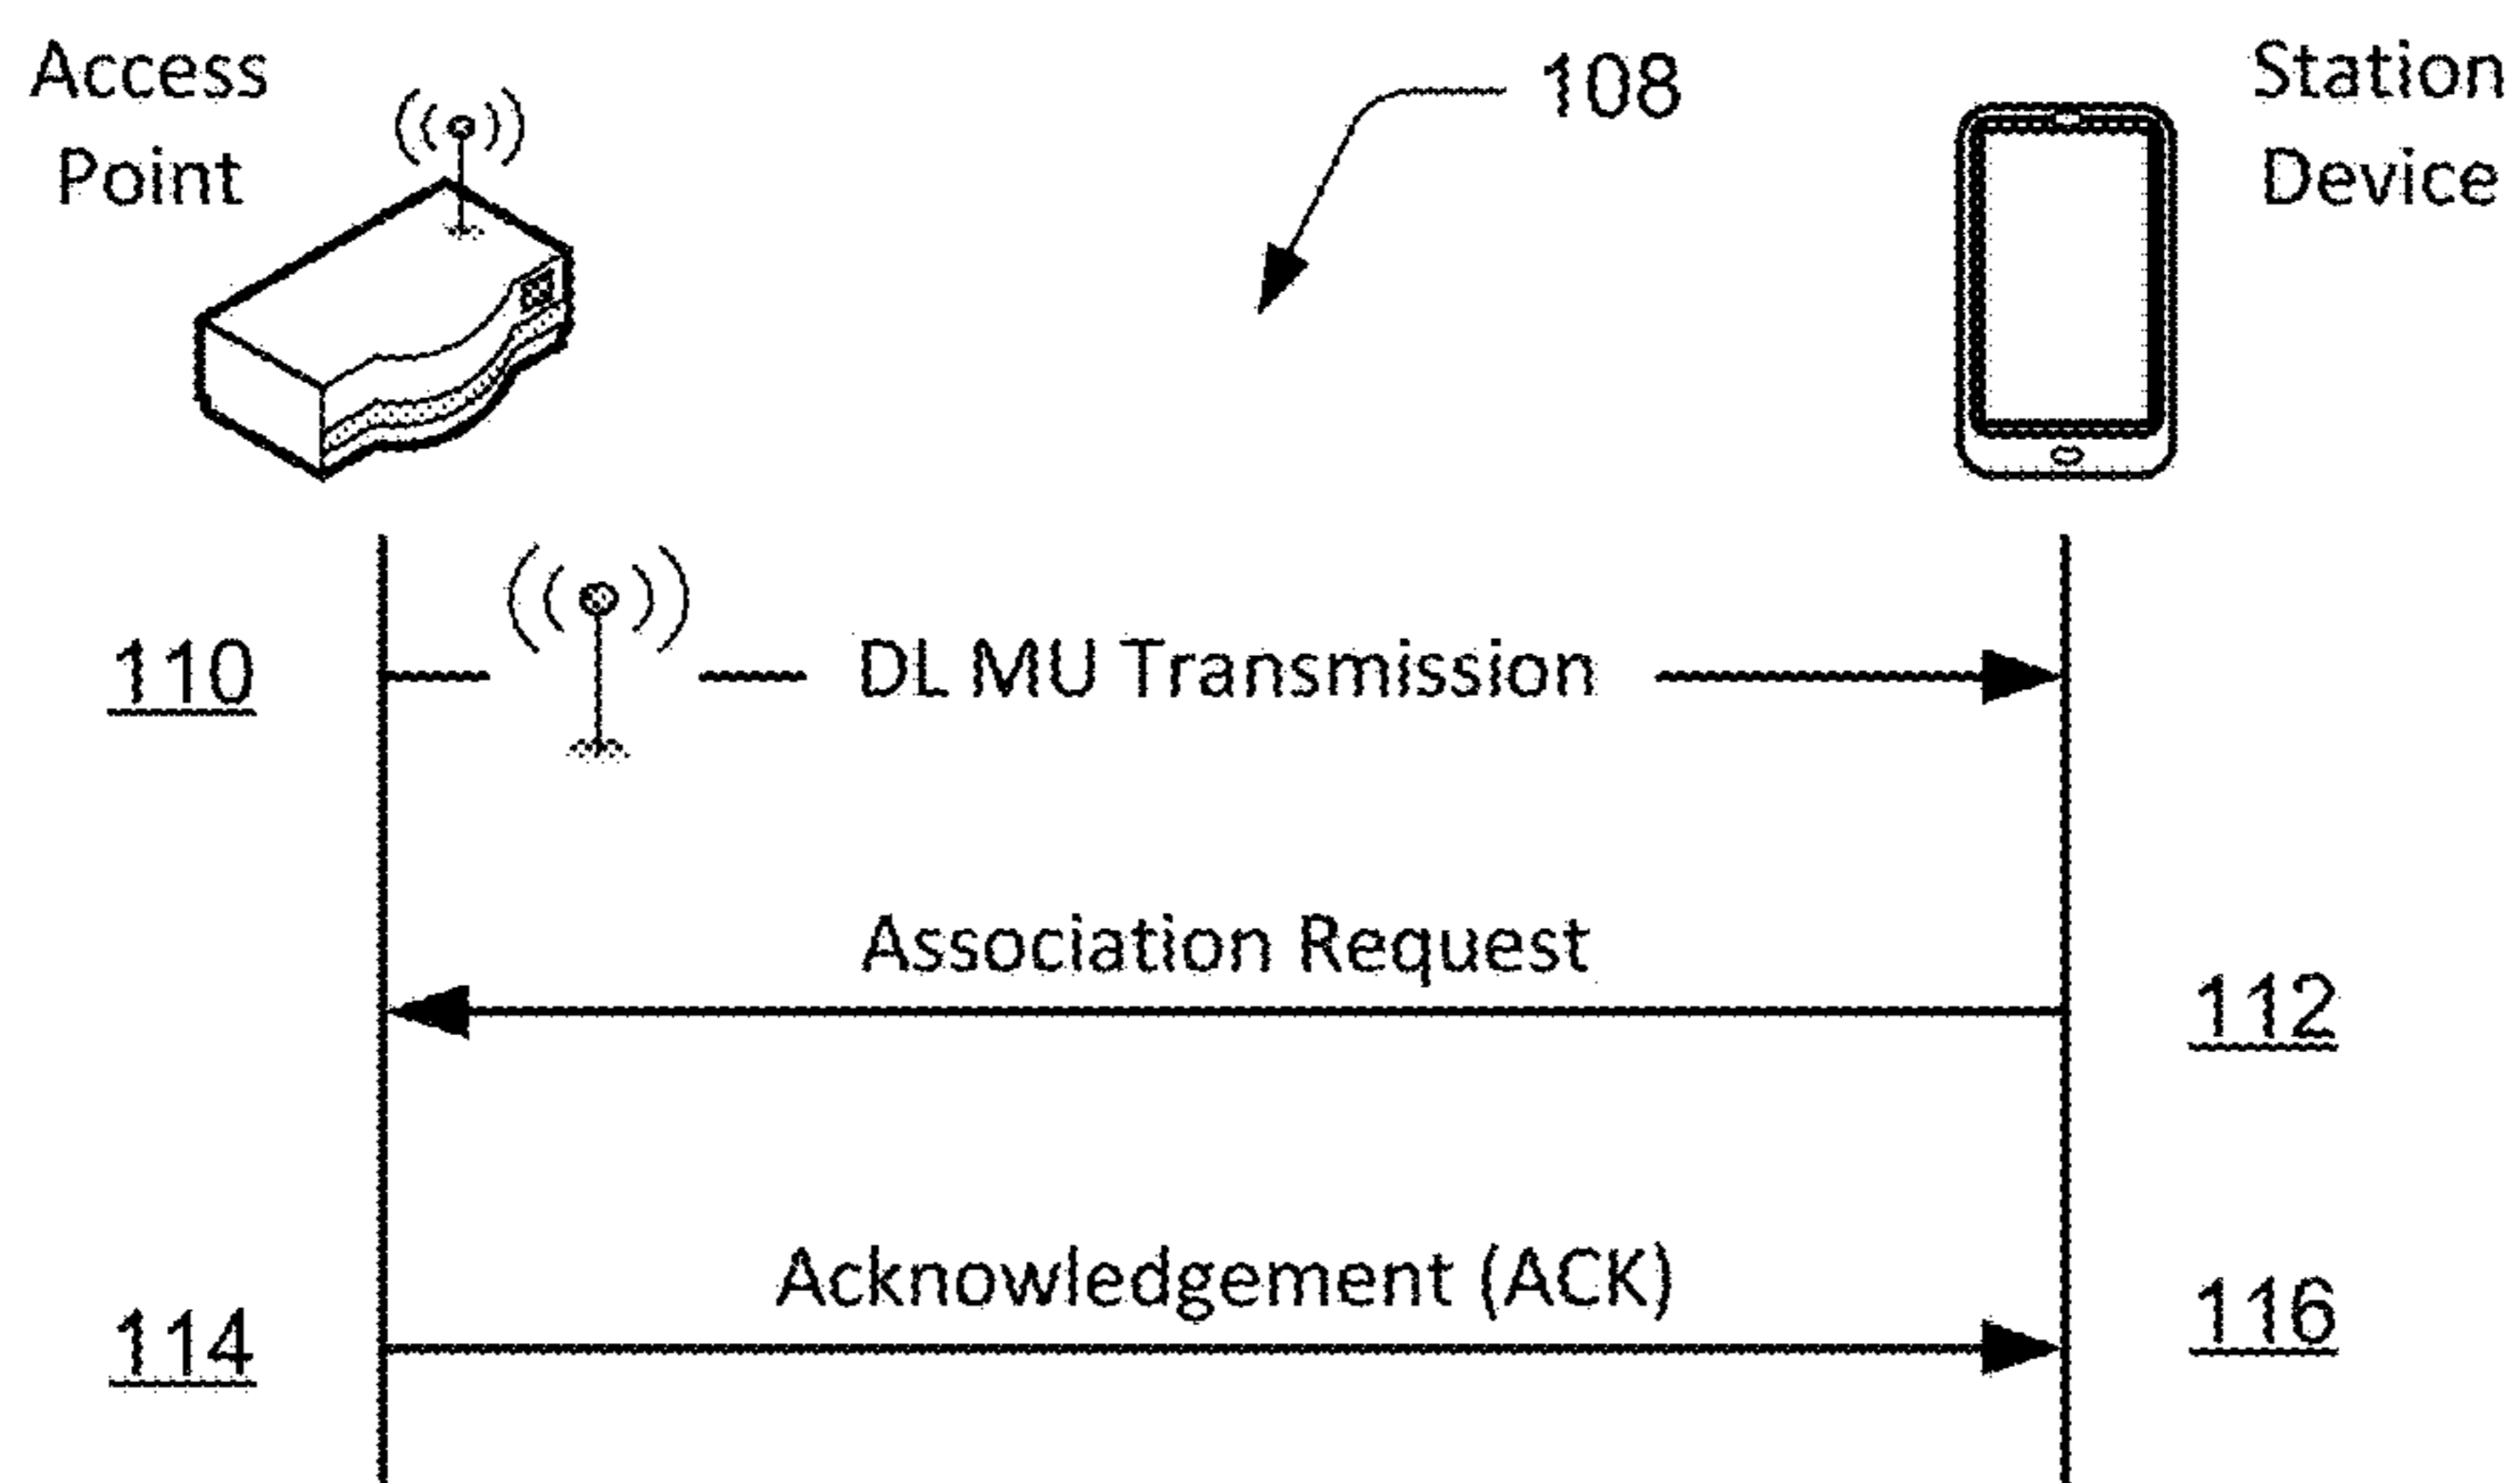 Access
Point
108
Station
Device
110
DL MU Transmission
Association Request
112
Acknowledgement (ACK)
114
116